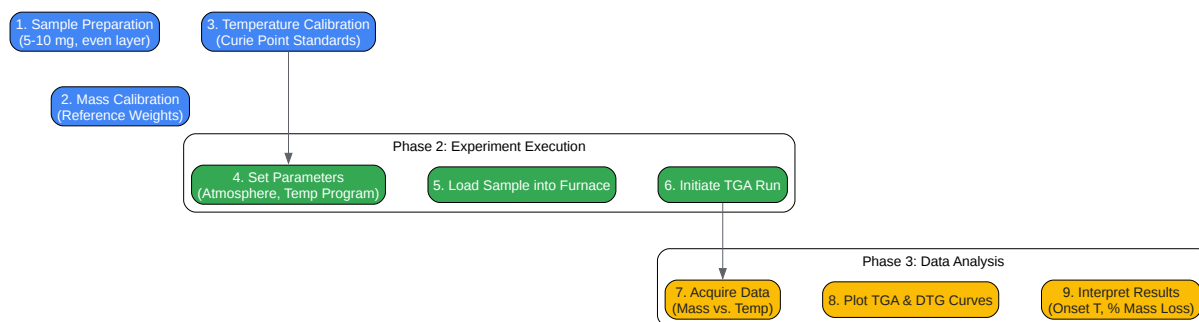 1. Sample Preparation
(5-10 mg, even layer)
3. Temperature Calibration
(Curie Point Standards)
2. Mass Calibration
(Reference Weights)
Phase 2: Experiment Execution
4. Set Parameters
(Atmosphere, Temp Program)
5. Load Sample into Furnace
6. Initiate TGA Run
Phase 3: Data Analysis
7. Acquire Data
(Mass vs. Temp)
8. Plot TGA & DTG Curves
9. Interpret Results
(Onset T, % Mass Loss)